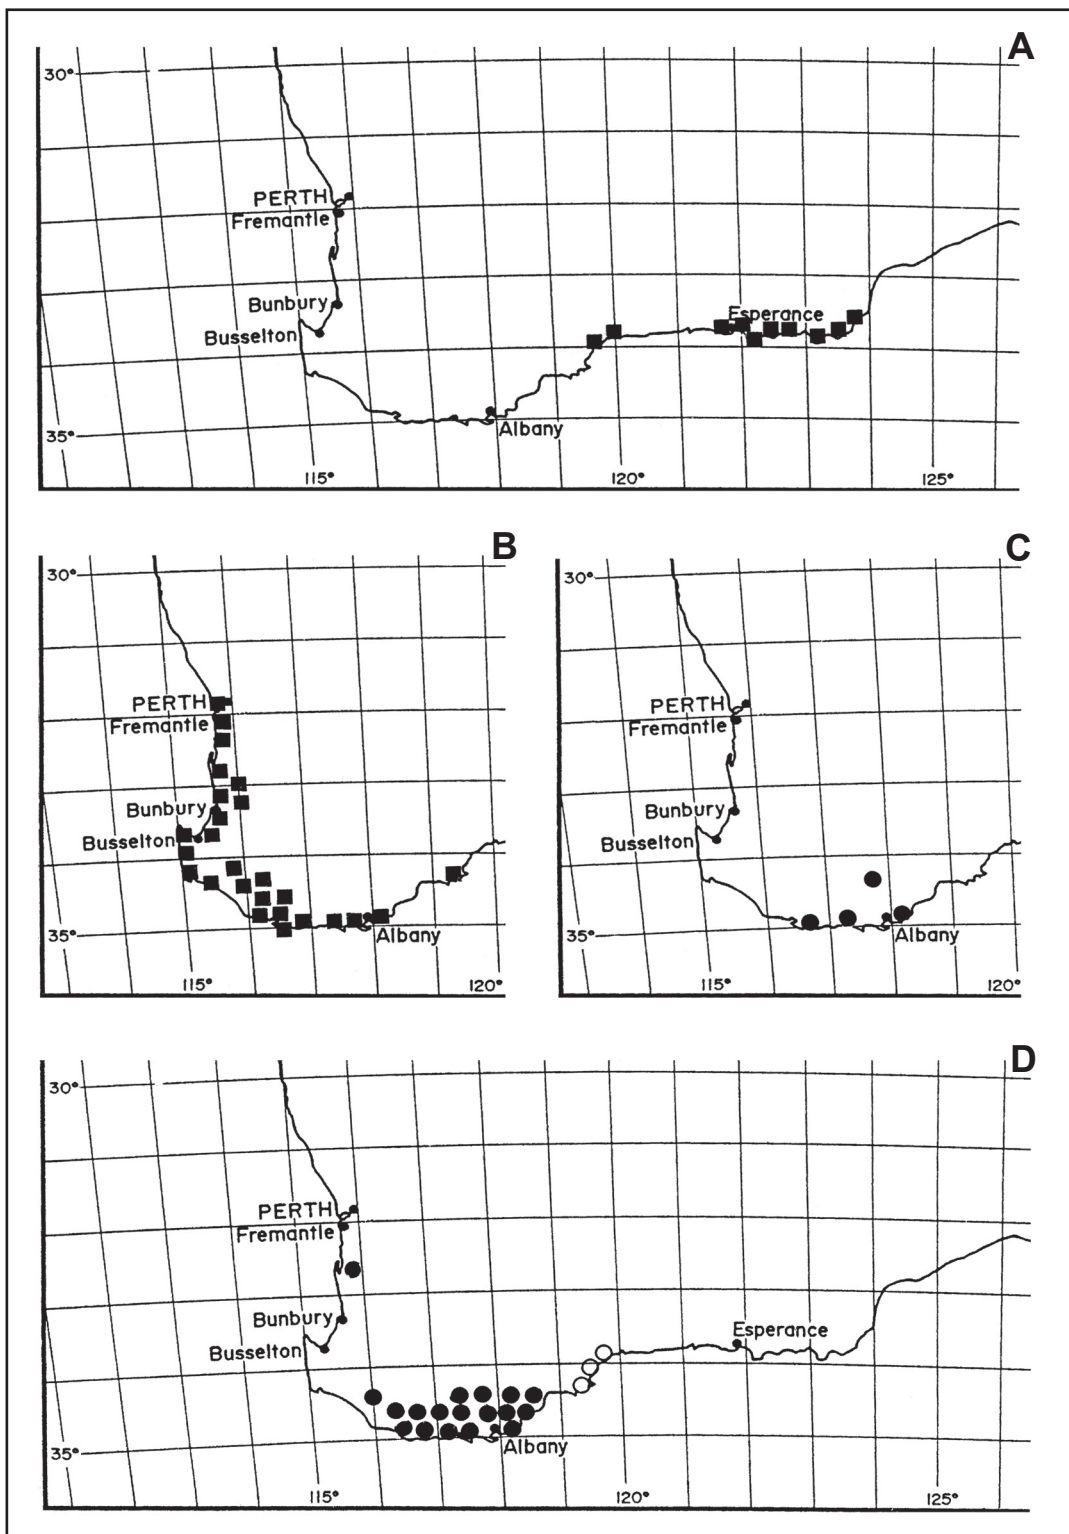 A
30°
PERTH
Fremantle
Bunbury
Esperance
Busselton
Albany
35°
115° 120° 125°
B
30°
PERTH
Fremantle
Bunbury
Busselton
35°
Albany
115° 120°
C
30°
PERTH
Fremantle
Bunbury
Busselton
35°
Albany
115° 120°
D
30°
PERTH
Fremantle
Bunbury
Esperance
Busselton
Albany
35°
115° 120° 125°